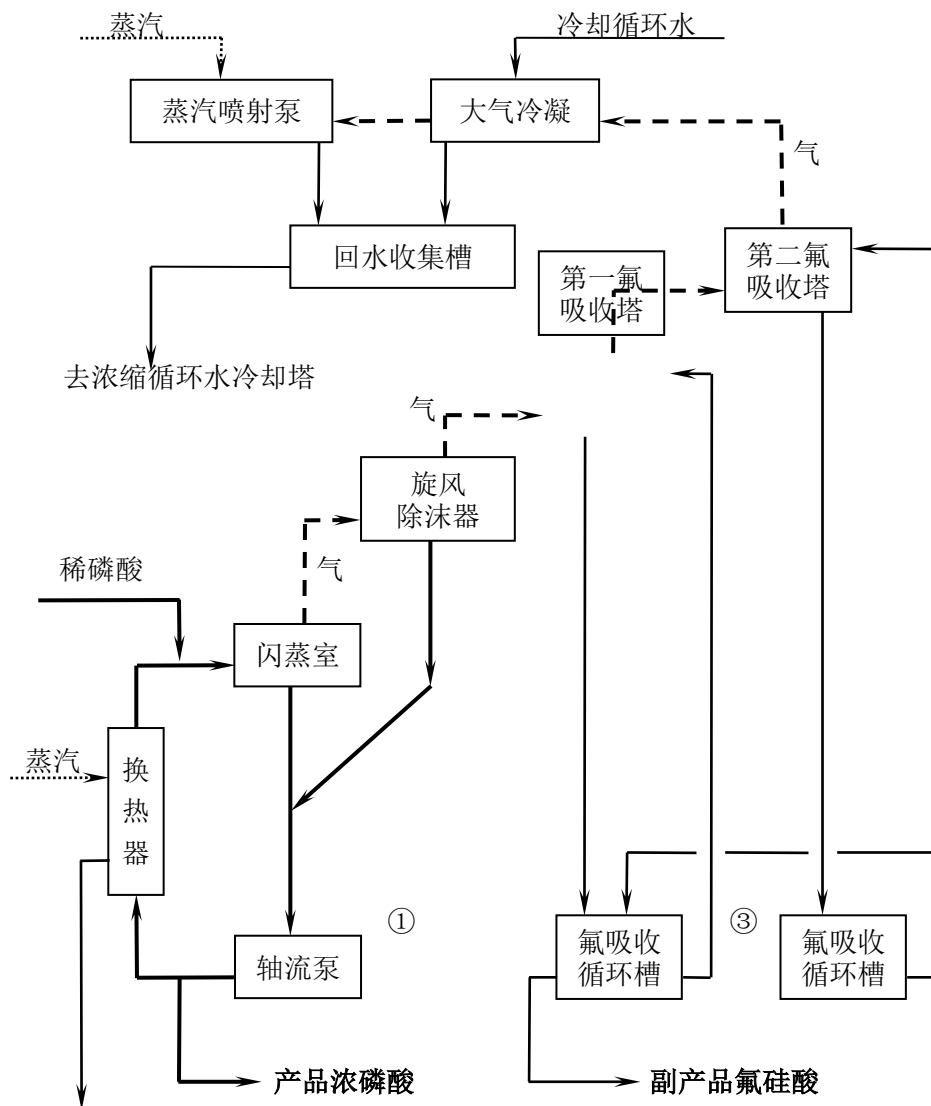 蒸汽
冷却循环水
蒸汽喷射泵
大气冷凝
气
回水收集槽
第一氟
吸收塔
第二氟
吸收塔
去浓缩循环水冷却塔
气
旋风
除沫器
气
稀磷酸
闪蒸室
蒸汽
换
热
器
①
③
轴流泵
氟吸收
循环槽
氟吸收
循环槽
产品浓磷酸
副产品氟硅酸